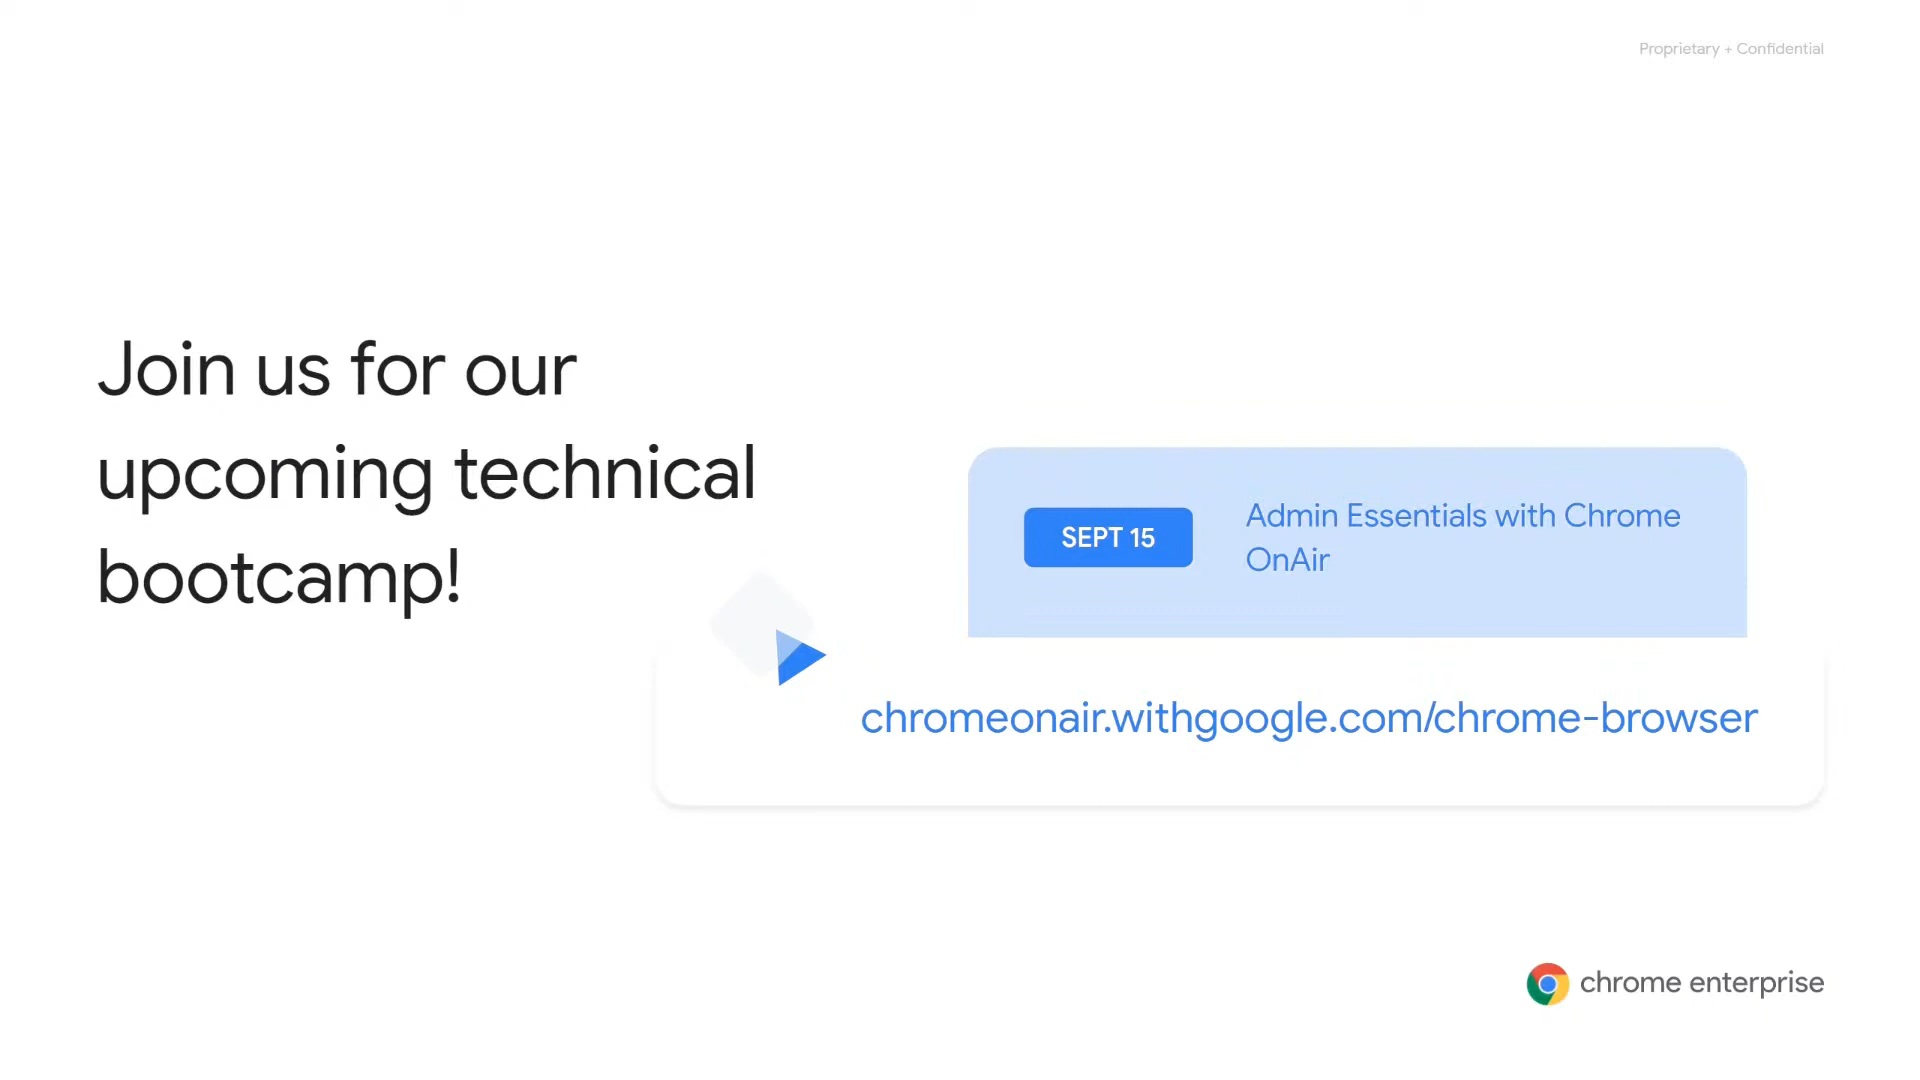 Proprietary + Confidential
Join us for our
upcoming technical
bootcamp!
SEPT 15
Admin Essentials with Chrome
OnAir
chromeonair.withgoogle.com/chrome-browser
chrome enterprise